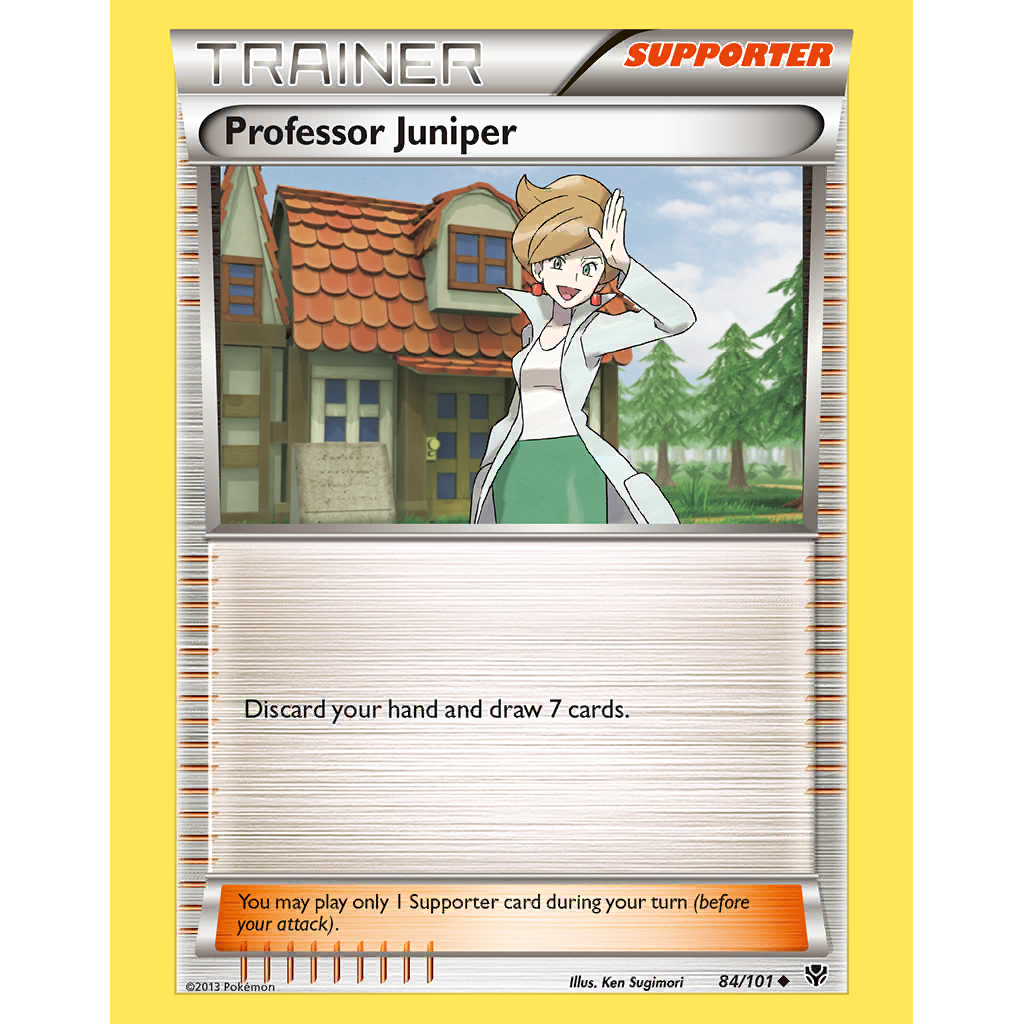 TRAINER
SUPPORTER
Professor Juniper
Discard your hand and draw 7 cards.
You may play only 1 Supporter card during your turn (before
your attack).
©2013 Pokémon
Illus. Ken Sugimori
84/101